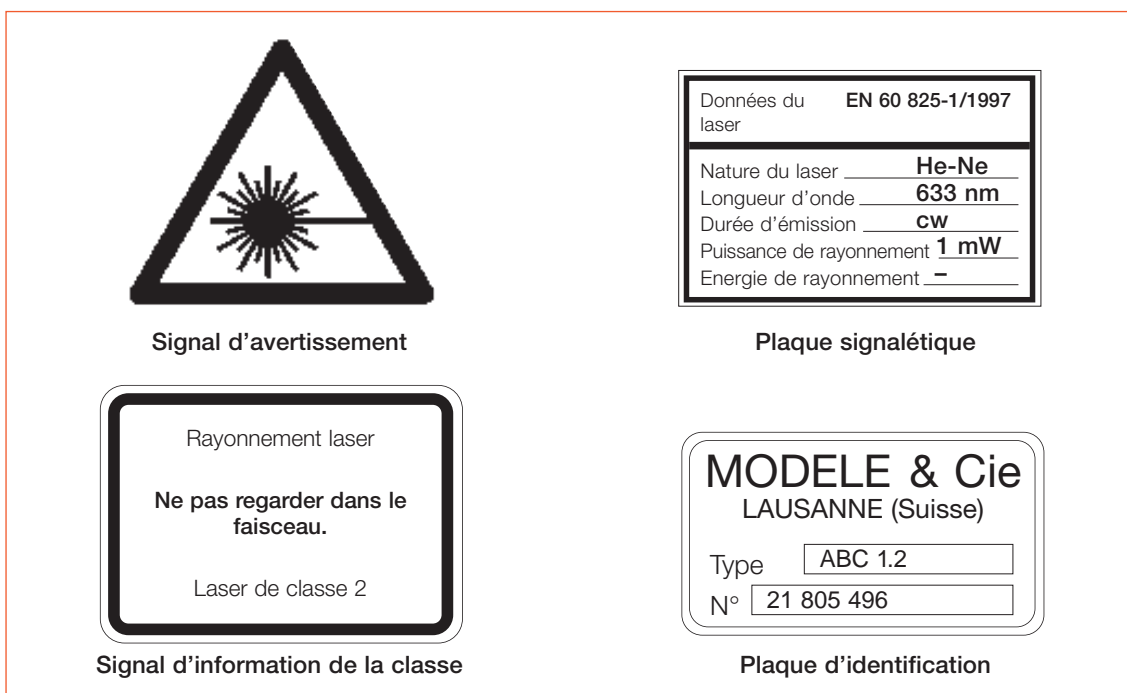 Signal d'avertissement
Données du EN 60 825-1/1997
laser
Nature du laser He-Ne
Longueur d'onde 633 nm
Durée d'émission cw
Puissance de rayonnement 1 mW
Energie de rayonnement –
Plaque signalétique
Rayonnement laser
Ne pas regarder dans le
faisceau.
Laser de classe 2
Signal d'information de la classe
MODELE & Cie
LAUSANNE (Suisse)
Type ABC 1.2
N° 21 805 496
Plaque d'identification